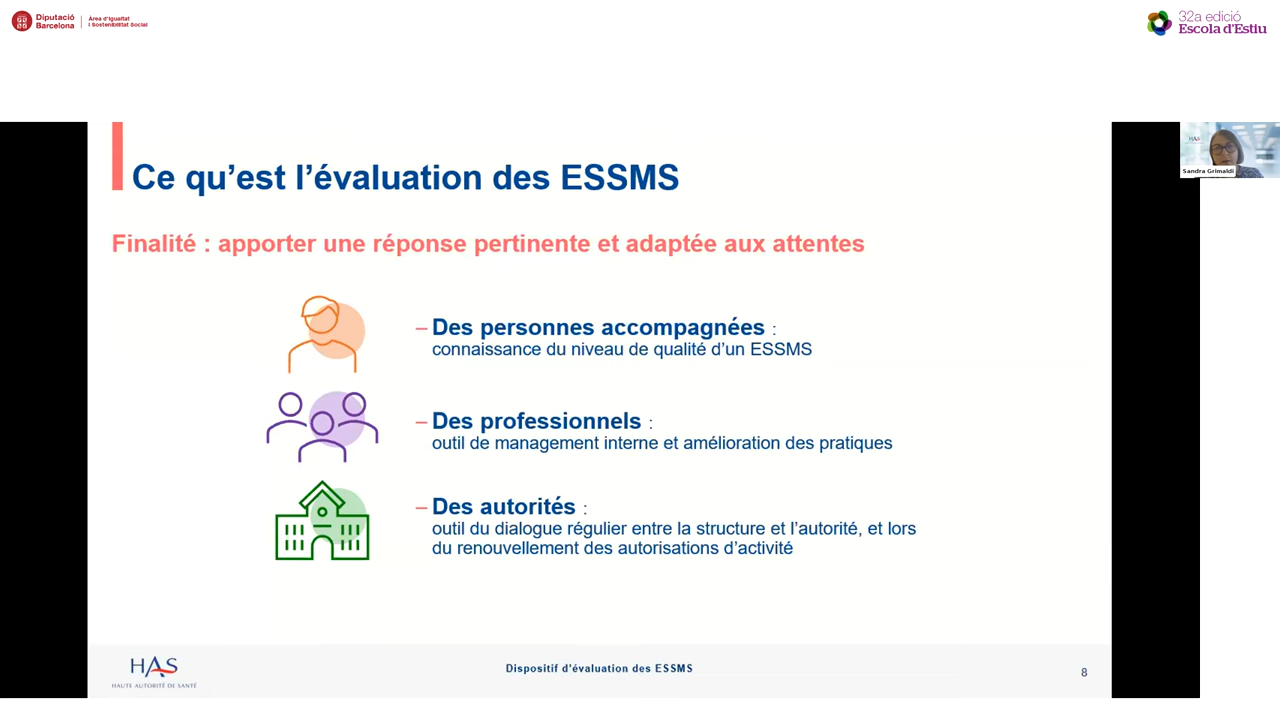 Diputació
Barcelona
Àrea d'Igualtat
i Sostenibilitat Social
32a edició
Escola d'Estiu
HAS
Sandra Grimaldi
Ce qu'est l'évaluation des ESSMS
Finalité : apporter une réponse pertinente et adaptée aux attentes
– Des personnes accompagnées :
connaissance du niveau de qualité d'un ESSMS
– Des professionnels :
outil de management interne et amélioration des pratiques
– Des autorités :
outil du dialogue régulier entre la structure et l'autorité, et lors
du renouvellement des autorisations d'activité
HAS
HAUTE AUTORITÉ DE SANTÉ
Dispositif d'évaluation des ESSMS
8